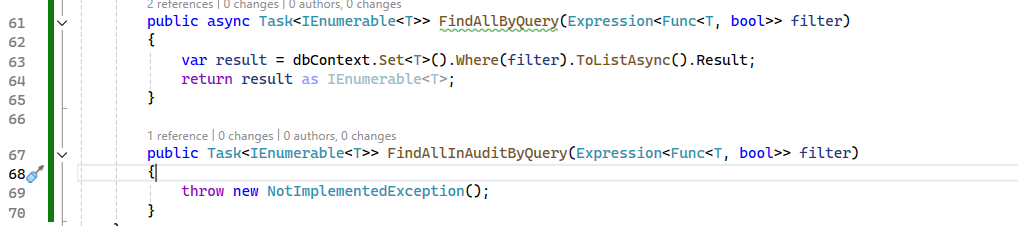 2 references | 0 changes | 0 authors, 0 changes
61 public async Task<IEnumerable<T>> FindAllByQuery(Expression<Func<T, bool>> filter)
62 {
63 var result = dbContext.Set<T>().Where(filter).ToListAsync().Result;
64 return result as IEnumerable<T>;
65 }
66
1 reference | 0 changes | 0 authors, 0 changes
67 public Task<IEnumerable<T>> FindAllInAuditByQuery(Expression<Func<T, bool>> filter)
68 {
69 throw new NotImplementedException();
70 }